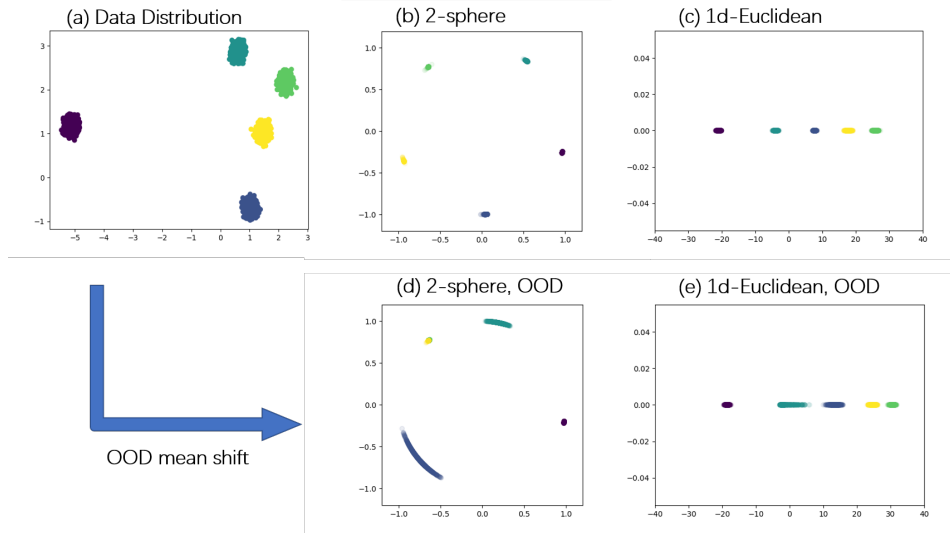 (a) Data Distribution
3
2
1
0
−1
−5 −4 −3 −2 −1 0 1 2 3
(b) 2-sphere
1.0
0.5
0.0
−0.5
−1.0
−1.0 −0.5 0.0 0.5 1.0
(c) 1d-Euclidean
0.04
0.02
0.00
−0.02
−0.04
−40 −30 −20 −10 0 10 20 30 40
OOD mean shift
(d) 2-sphere, OOD
1.0
0.5
0.0
−0.5
−1.0
−1.0 −0.5 0.0 0.5 1.0
(e) 1d-Euclidean, OOD
0.04
0.02
0.00
−0.02
−0.04
−40 −30 −20 −10 0 10 20 30 40